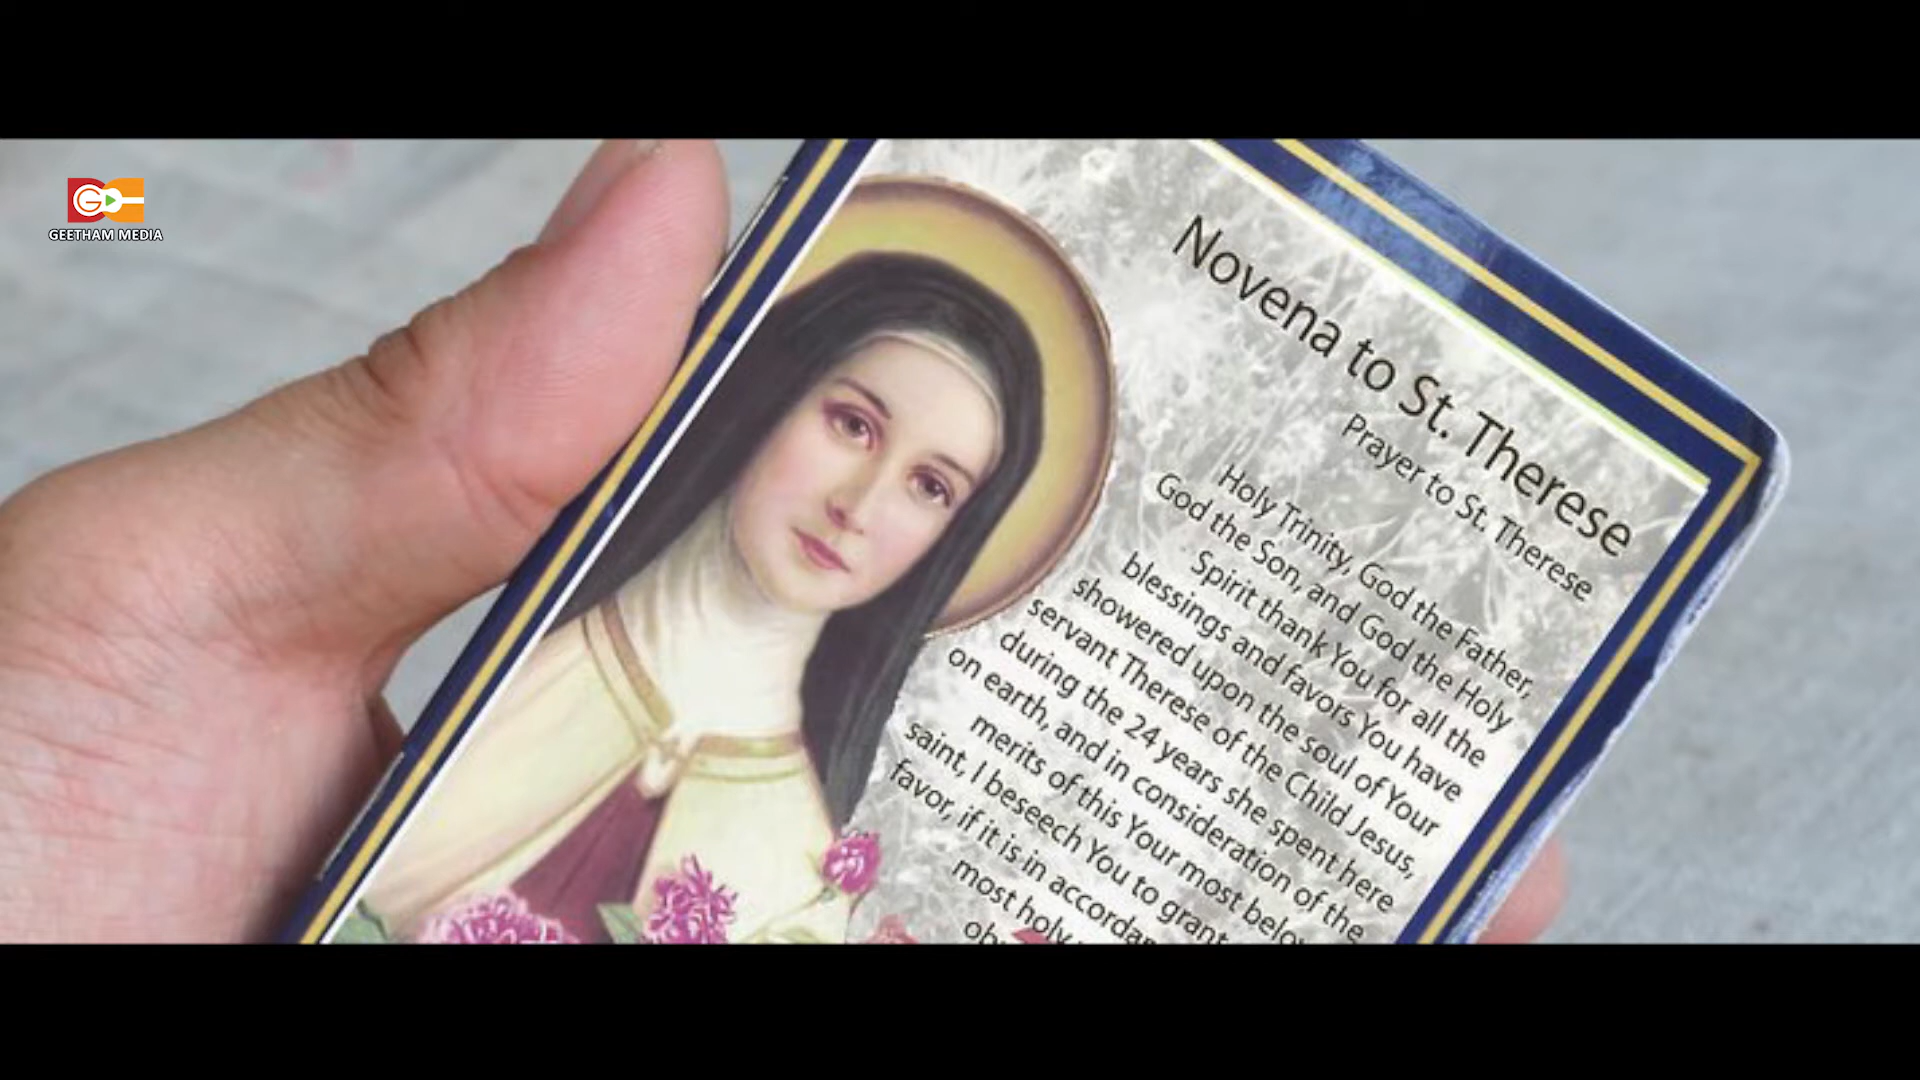 GEETHAM MEDIA
Novena to St. Therese
Prayer to St. Therese
Holy Trinity, God the Father,
God the Son, and God the Holy
Spirit thank You for all the
blessings and favors You have
showered upon the soul of Your
servant Therese of the Child Jesus,
during the 24 years she spent here
on earth, and in consideration of the
merits of this Your most
saint, I beseech You to grant
favor, if it is in
most holy